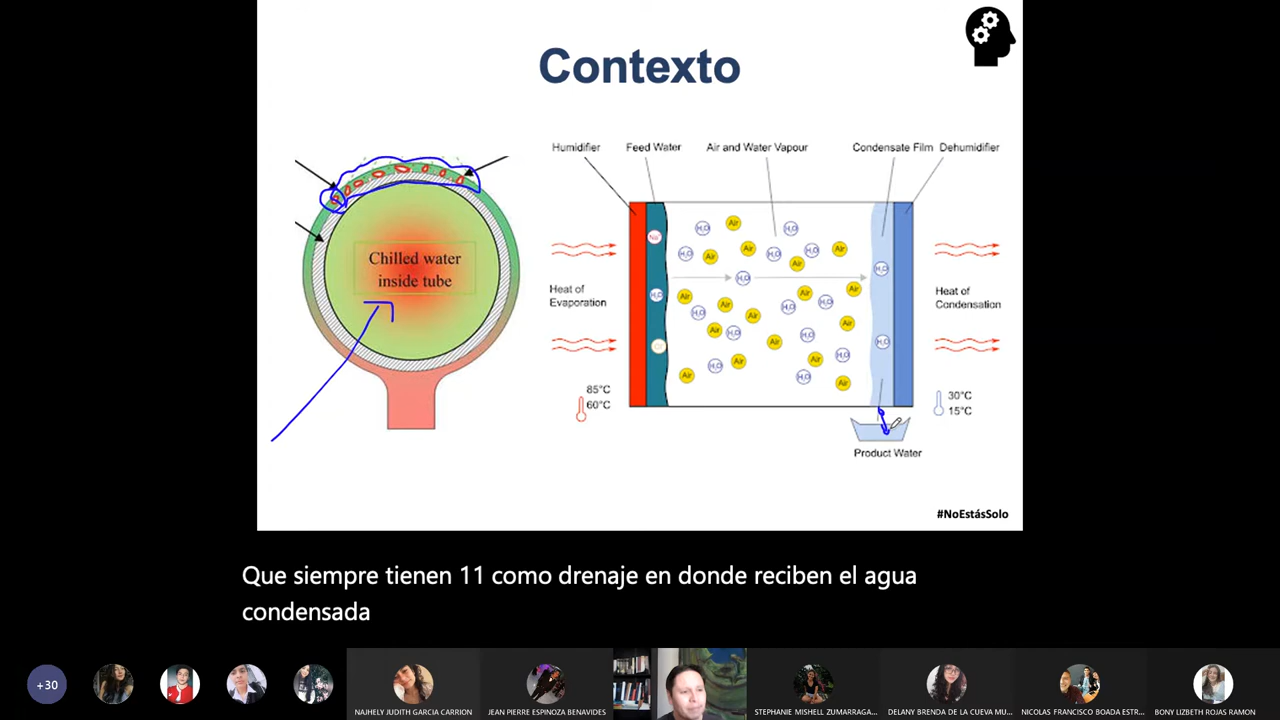 Contexto
Humidifier
Feed Water
Air and Water Vapour
Condensate Film
Dehumidifier
Chilled water
inside tube
Heat of
Evaporation
Heat of
Condensation
Na⁺
H₂O
Air
85°C
60°C
30°C
15°C
Product Water
#NoEstásSolo
Que siempre tienen 11 como drenaje en donde reciben el agua
condensada
+30
NAJHELY JUDITH GARCIA CARRION
JEAN PIERRE ESPINOZA BENAVIDES
STEPHANIE MISHELL ZUMARRAGA...
DELANY BRENDA DE LA CUEVA MU...
NICOLAS FRANCISCO BOADA ESTR...
BONY LIZBETH ROJAS RAMON